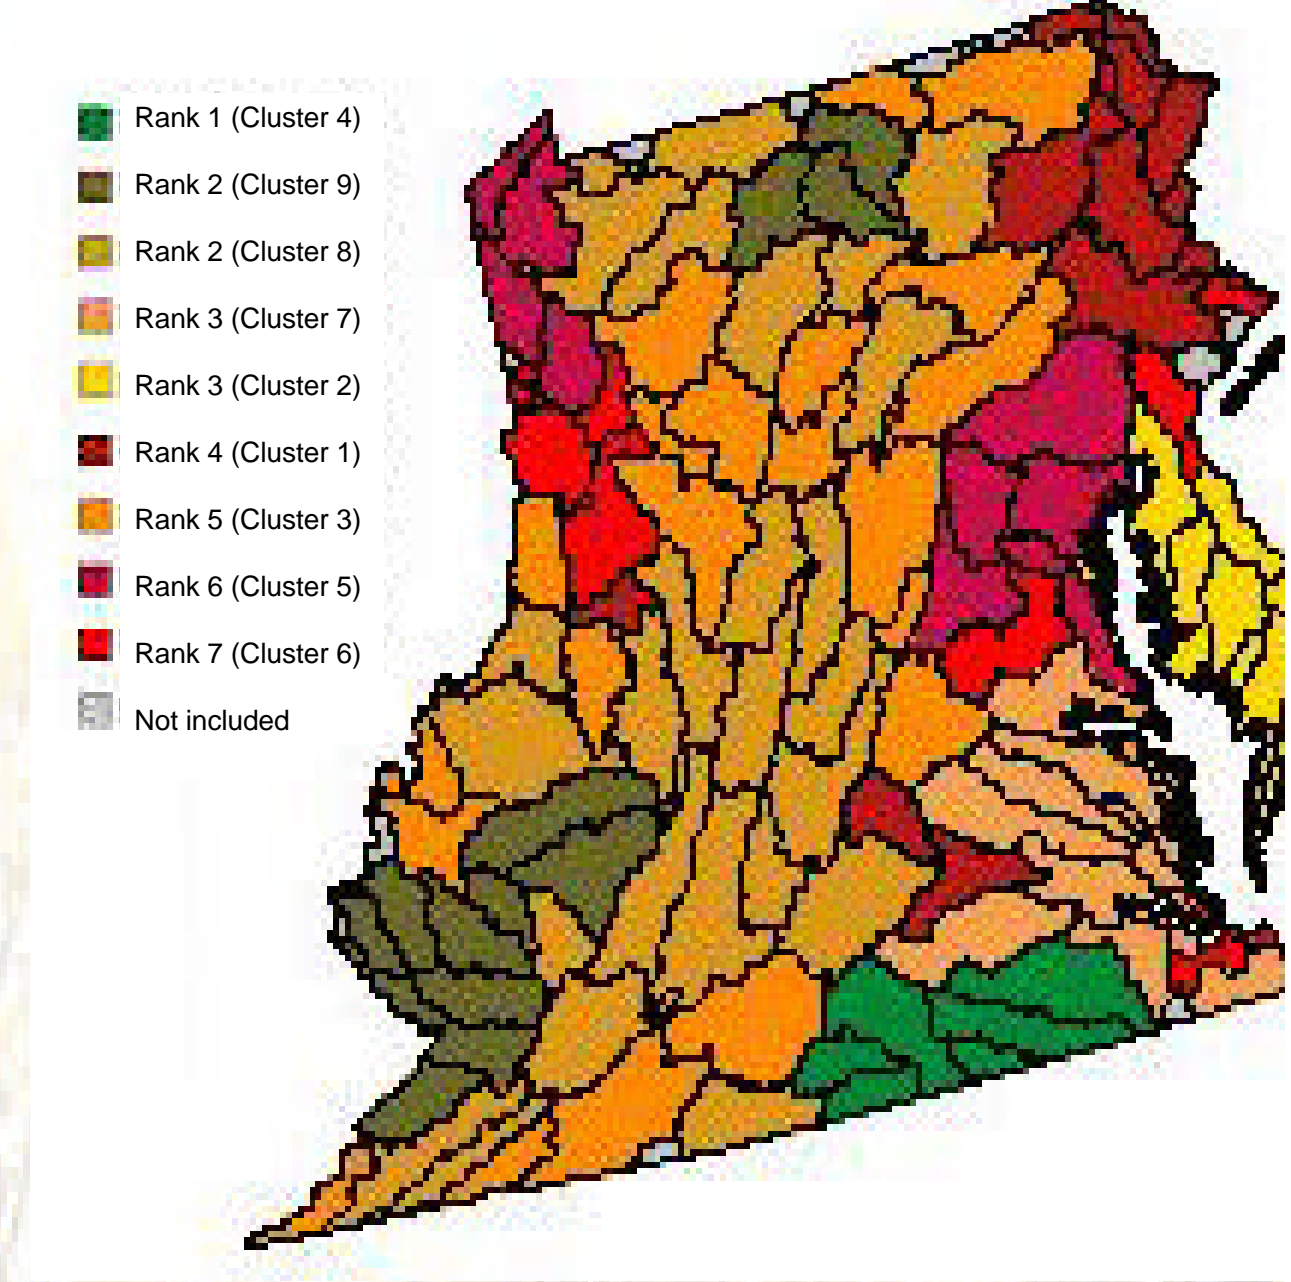 Rank 1 (Cluster 4)
Rank 2 (Cluster 9)
Rank 2 (Cluster 8)
Rank 3 (Cluster 7)
Rank 3 (Cluster 2)
Rank 4 (Cluster 1)
Rank 5 (Cluster 3)
Rank 6 (Cluster 5)
Rank 7 (Cluster 6)
Not included